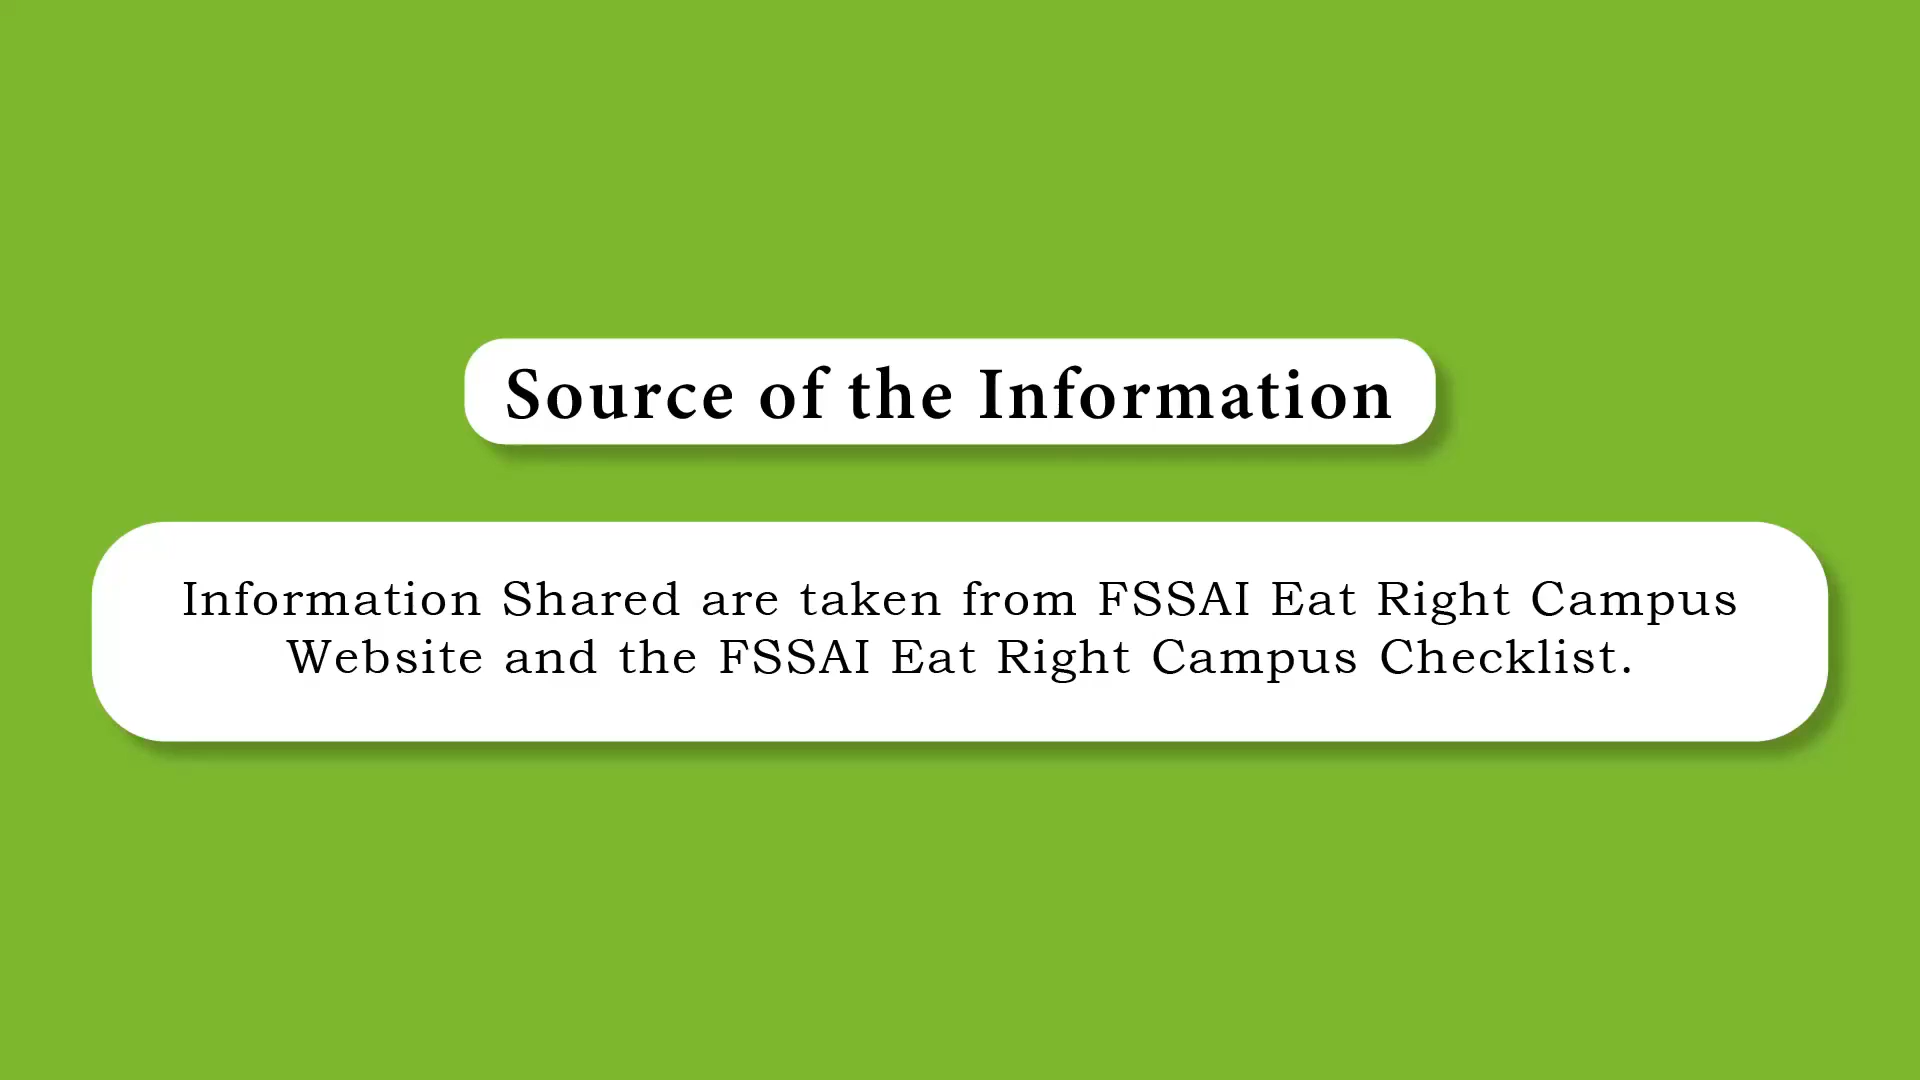 Source of the Information
Information Shared are taken from FSSAI Eat Right Campus
Website and the FSSAI Eat Right Campus Checklist.